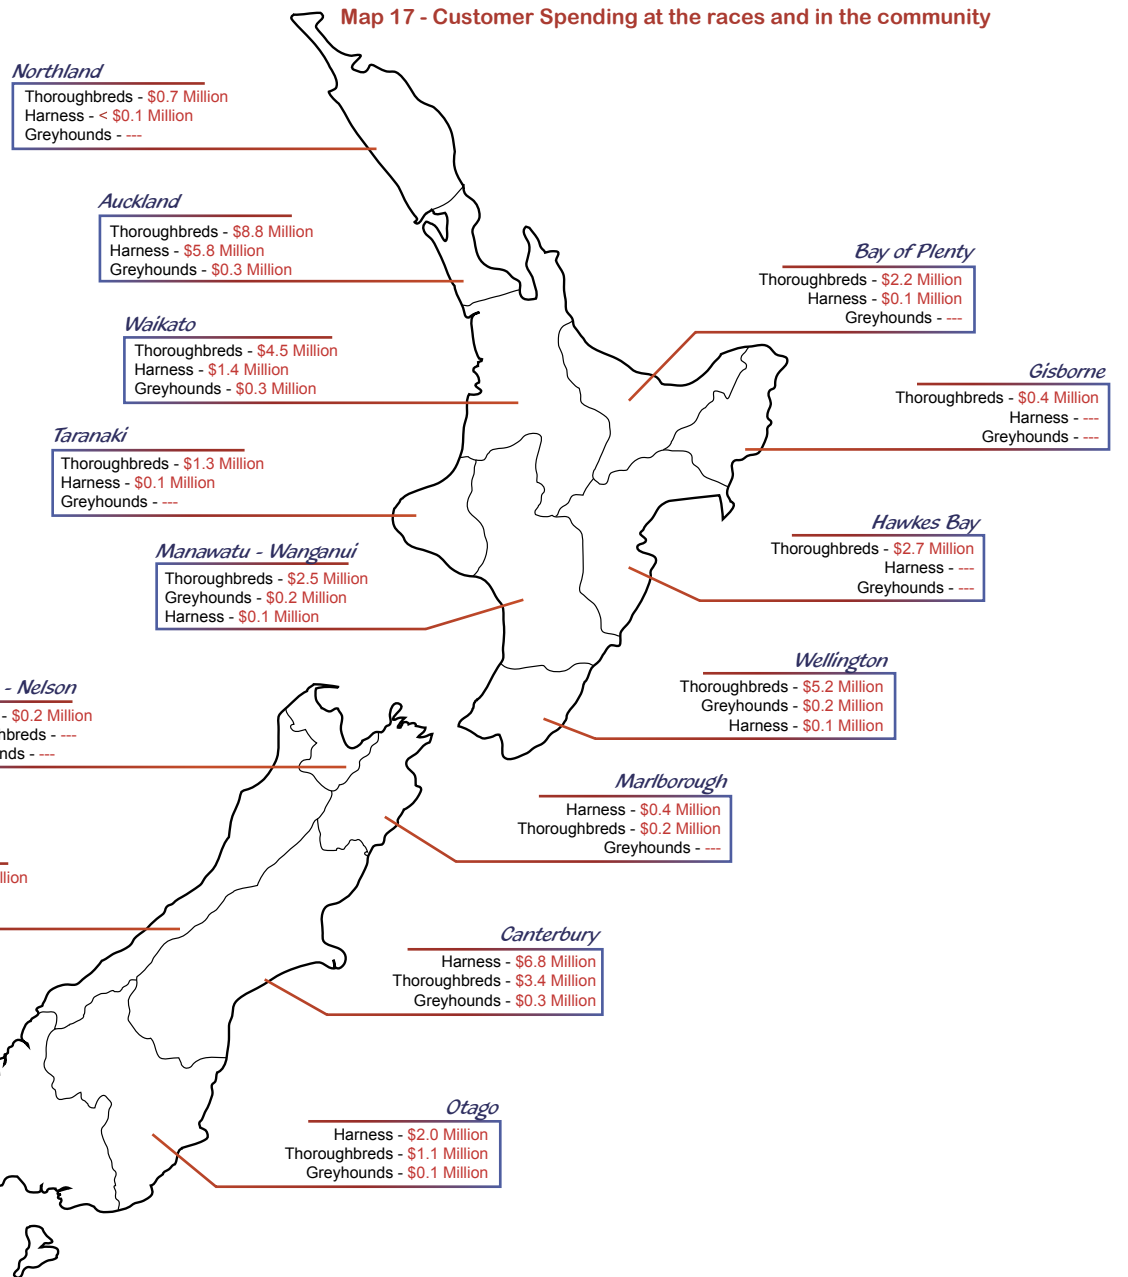 Map 17 - Customer Spending at the races and in the community
Northland
Thoroughbreds - $0.7 Million
Harness - < $0.1 Million
Greyhounds - ---
Auckland
Thoroughbreds - $8.8 Million
Harness - $5.8 Million
Greyhounds - $0.3 Million
Bay of Plenty
Thoroughbreds - $2.2 Million
Harness - $0.1 Million
Greyhounds - ---
Waikato
Thoroughbreds - $4.5 Million
Harness - $1.4 Million
Greyhounds - $0.3 Million
Gisborne
Thoroughbreds - $0.4 Million
Harness - ---
Greyhounds - ---
Taranaki
Thoroughbreds - $1.3 Million
Harness - $0.1 Million
Greyhounds - ---
Hawkes Bay
Thoroughbreds - $2.7 Million
Harness - ---
Greyhounds - ---
Manawatu - Wanganui
Thoroughbreds - $2.5 Million
Greyhounds - $0.2 Million
Harness - $0.1 Million
Wellington
Thoroughbreds - $5.2 Million
Greyhounds - $0.2 Million
Harness - $0.1 Million
- Nelson
- $0.2 Million
hbreds - ---
nds - ---
Marlborough
Harness - $0.4 Million
Thoroughbreds - $0.2 Million
Greyhounds - ---
llion
Canterbury
Harness - $6.8 Million
Thoroughbreds - $3.4 Million
Greyhounds - $0.3 Million
Otago
Harness - $2.0 Million
Thoroughbreds - $1.1 Million
Greyhounds - $0.1 Million